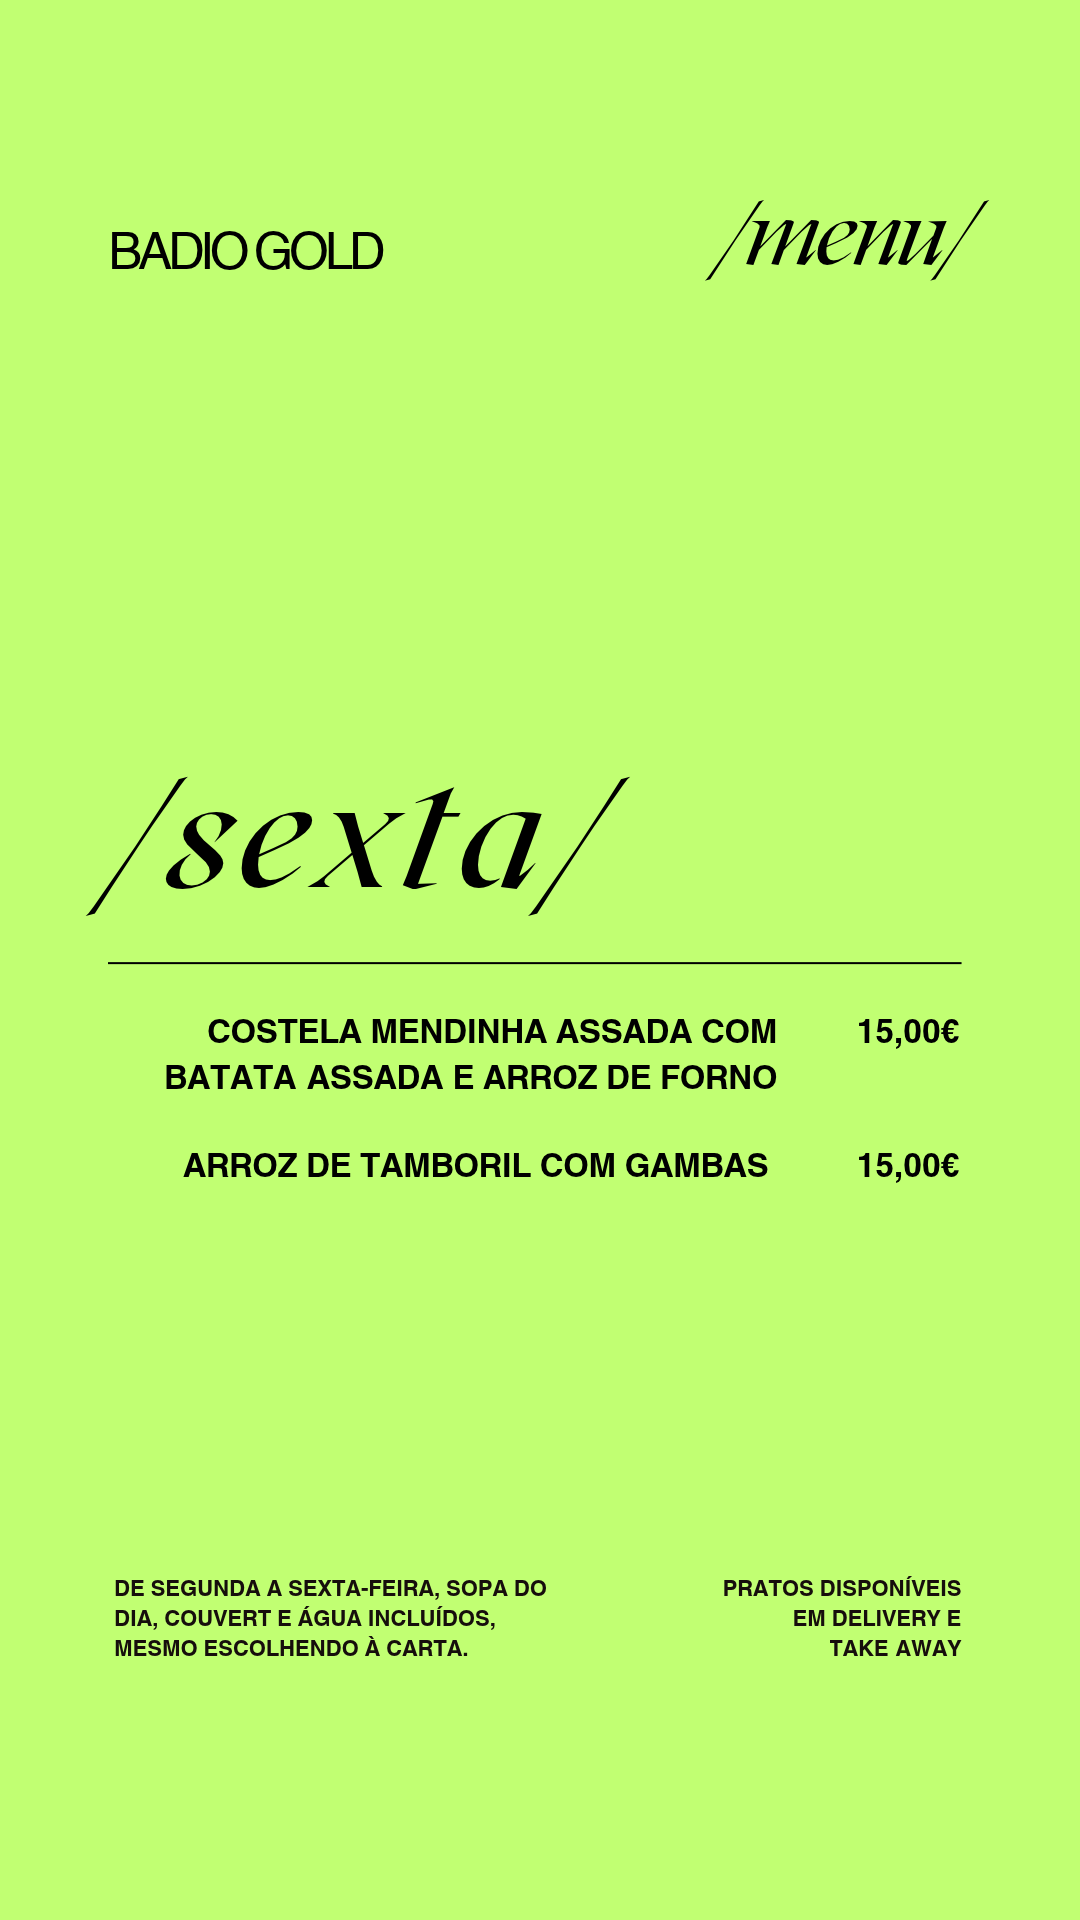 BADIO GOLD
/menu/
/sexta/
COSTELA MENDINHA ASSADA COM 15,00€
BATATA ASSADA E ARROZ DE FORNO
ARROZ DE TAMBORIL COM GAMBAS 15,00€
DE SEGUNDA A SEXTA-FEIRA, SOPA DO
DIA, COUVERT E ÁGUA INCLUÍDOS,
MESMO ESCOLHENDO À CARTA.
PRATOS DISPONÍVEIS
EM DELIVERY E
TAKE AWAY